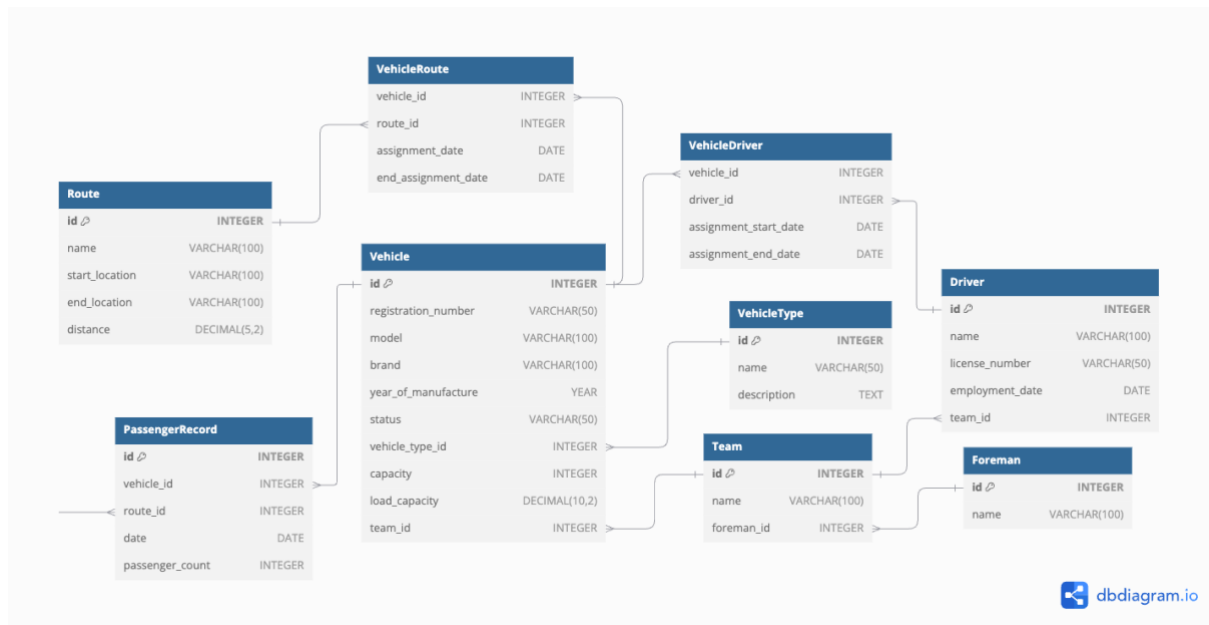 VehicleRoute
vehicle_id INTEGER
route_id INTEGER
assignment_date DATE
end_assignment_date DATE
VehicleDriver
vehicle_id INTEGER
driver_id INTEGER
assignment_start_date DATE
assignment_end_date DATE
Route
id INTEGER
name VARCHAR(100)
start_location VARCHAR(100)
end_location VARCHAR(100)
distance DECIMAL(5,2)
Vehicle
id INTEGER
registration_number VARCHAR(50)
model VARCHAR(100)
brand VARCHAR(100)
year_of_manufacture YEAR
status VARCHAR(50)
vehicle_type_id INTEGER
capacity INTEGER
load_capacity DECIMAL(10,2)
team_id INTEGER
Driver
id INTEGER
name VARCHAR(100)
license_number VARCHAR(50)
employment_date DATE
team_id INTEGER
VehicleType
id INTEGER
name VARCHAR(50)
description TEXT
PassengerRecord
id INTEGER
vehicle_id INTEGER
route_id INTEGER
date DATE
passenger_count INTEGER
Team
id INTEGER
name VARCHAR(100)
foreman_id INTEGER
Foreman
id INTEGER
name VARCHAR(100)
dbdiagram.io